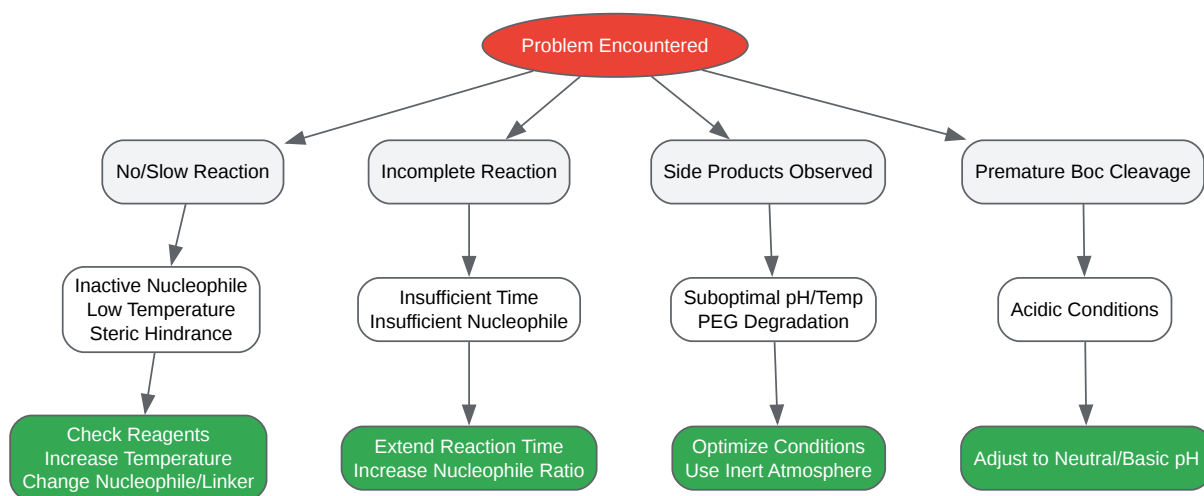 Problem Encountered
No/Slow Reaction
Incomplete Reaction
Side Products Observed
Premature Boc Cleavage
Inactive Nucleophile
Low Temperature
Steric Hindrance
Insufficient Time
Insufficient Nucleophile
Suboptimal pH/Temp
PEG Degradation
Acidic Conditions
Check Reagents
Increase Temperature
Change Nucleophile/Linker
Extend Reaction Time
Increase Nucleophile Ratio
Optimize Conditions
Use Inert Atmosphere
Adjust to Neutral/Basic pH